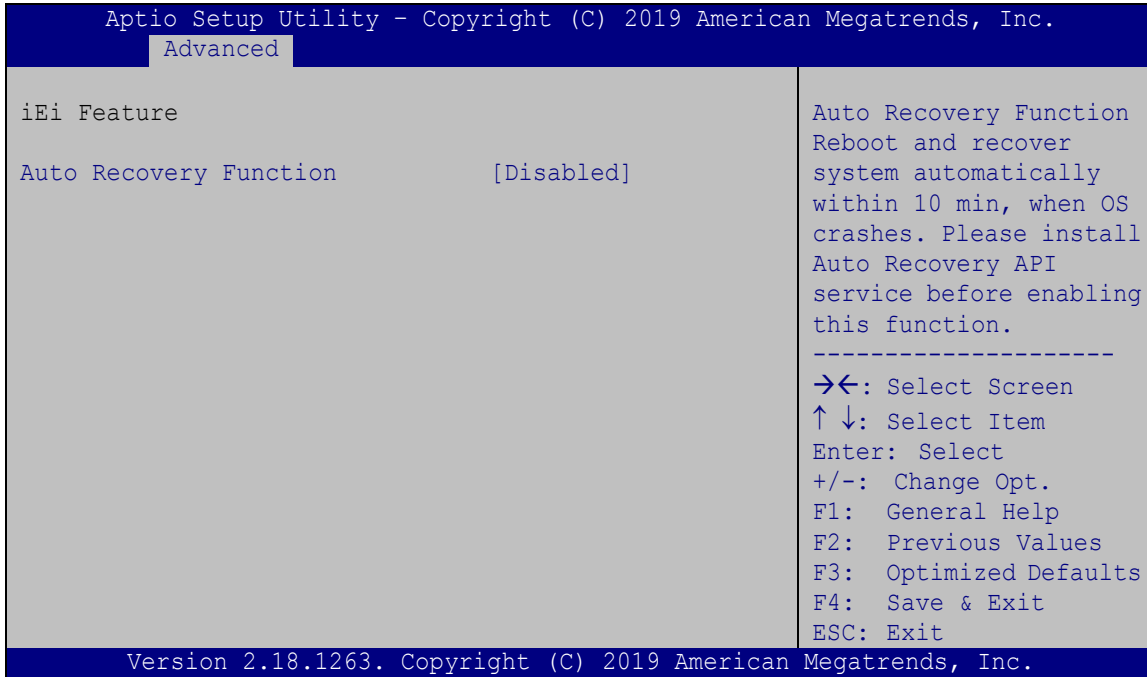 Aptio Setup Utility – Copyright (C) 2019 American Megatrends, Inc.
Advanced
iEi Feature
Auto Recovery Function [Disabled]
Auto Recovery Function
Reboot and recover
system automatically
within 10 min, when OS
crashes. Please install
Auto Recovery API
service before enabling
this function.
---------------------
→←: Select Screen
↑ ↓: Select Item
Enter: Select
+/-: Change Opt.
F1: General Help
F2: Previous Values
F3: Optimized Defaults
F4: Save & Exit
ESC: Exit
Version 2.18.1263. Copyright (C) 2019 American Megatrends, Inc.